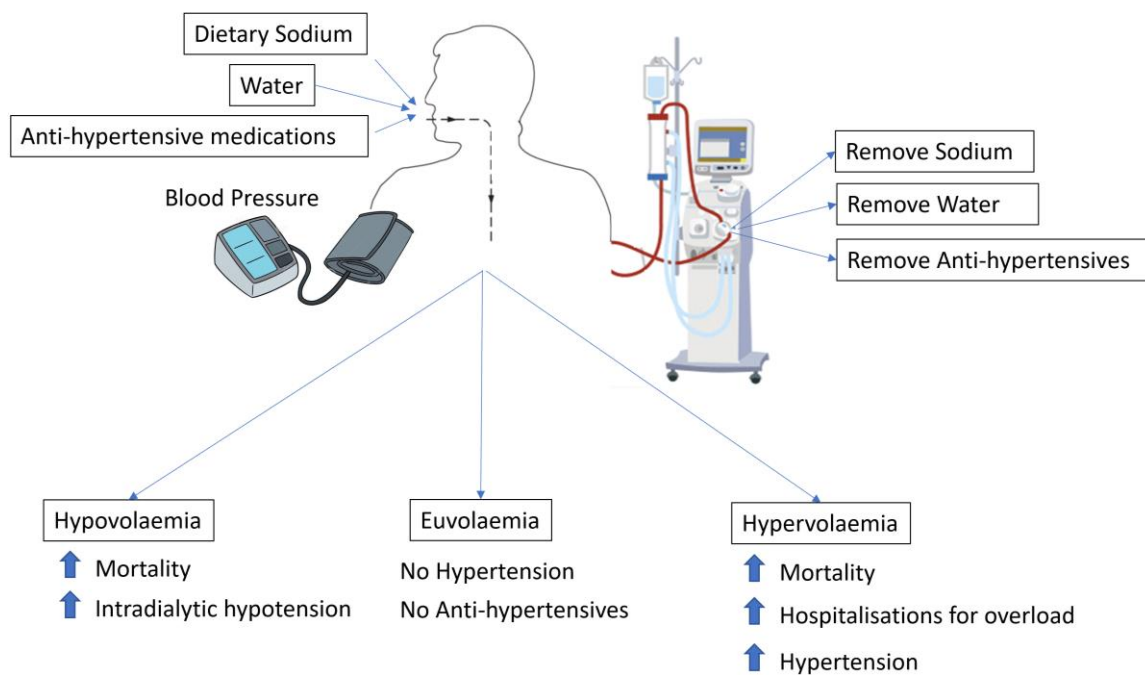 Dietary Sodium
Water
Anti-hypertensive medications
Blood Pressure
Remove Sodium
Remove Water
Remove Anti-hypertensives
Hypovolaemia
Mortality
Intradialytic hypotension
Euvolaemia
No Hypertension
No Anti-hypertensives
Hypervolaemia
Mortality
Hospitalisations for overload
Hypertension